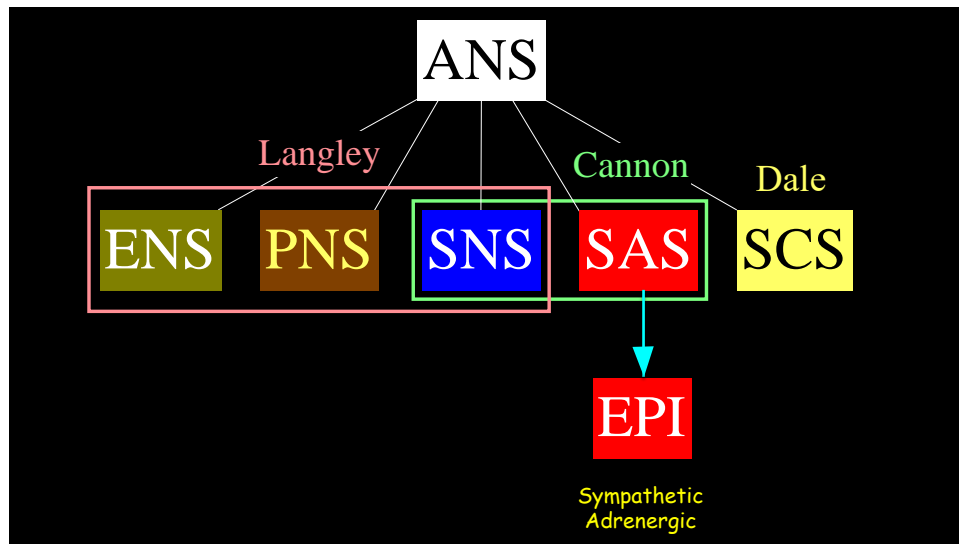 ANS
Langley
Cannon
Dale
ENS
PNS
SNS
SAS
SCS
EPI
Sympathetic
Adrenergic